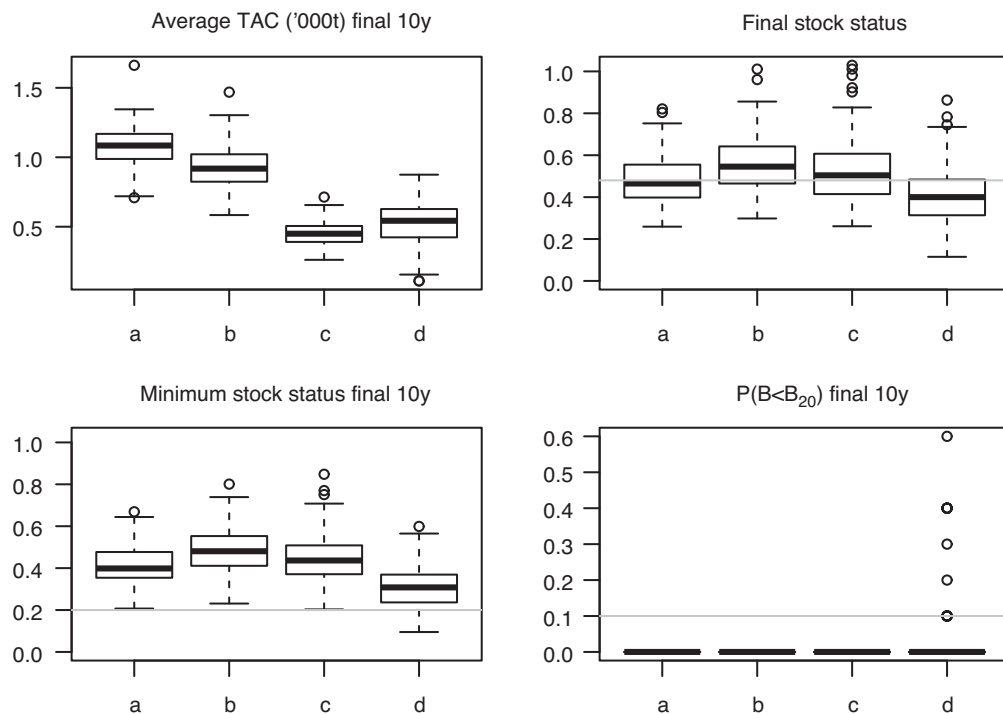 Average TAC ('000t) final 10y
1.5
1.0
0.5
a b c d
Final stock status
1.0
0.8
0.6
0.4
0.2
0.0
a b c d
Minimum stock status final 10y
1.0
0.8
0.6
0.4
0.2
0.0
a b c d
P(B<B20) final 10y
0.6
0.5
0.4
0.3
0.2
0.1
0.0
a b c d